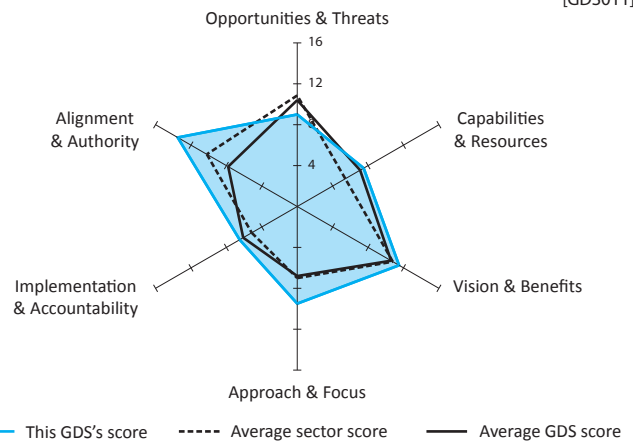 Opportunities & Threats
16
12
8
4
Alignment
& Authority
Capabilities
& Resources
Implementation
& Accountability
Vision & Benefits
Approach & Focus
This GDS's score
Average sector score
Average GDS score